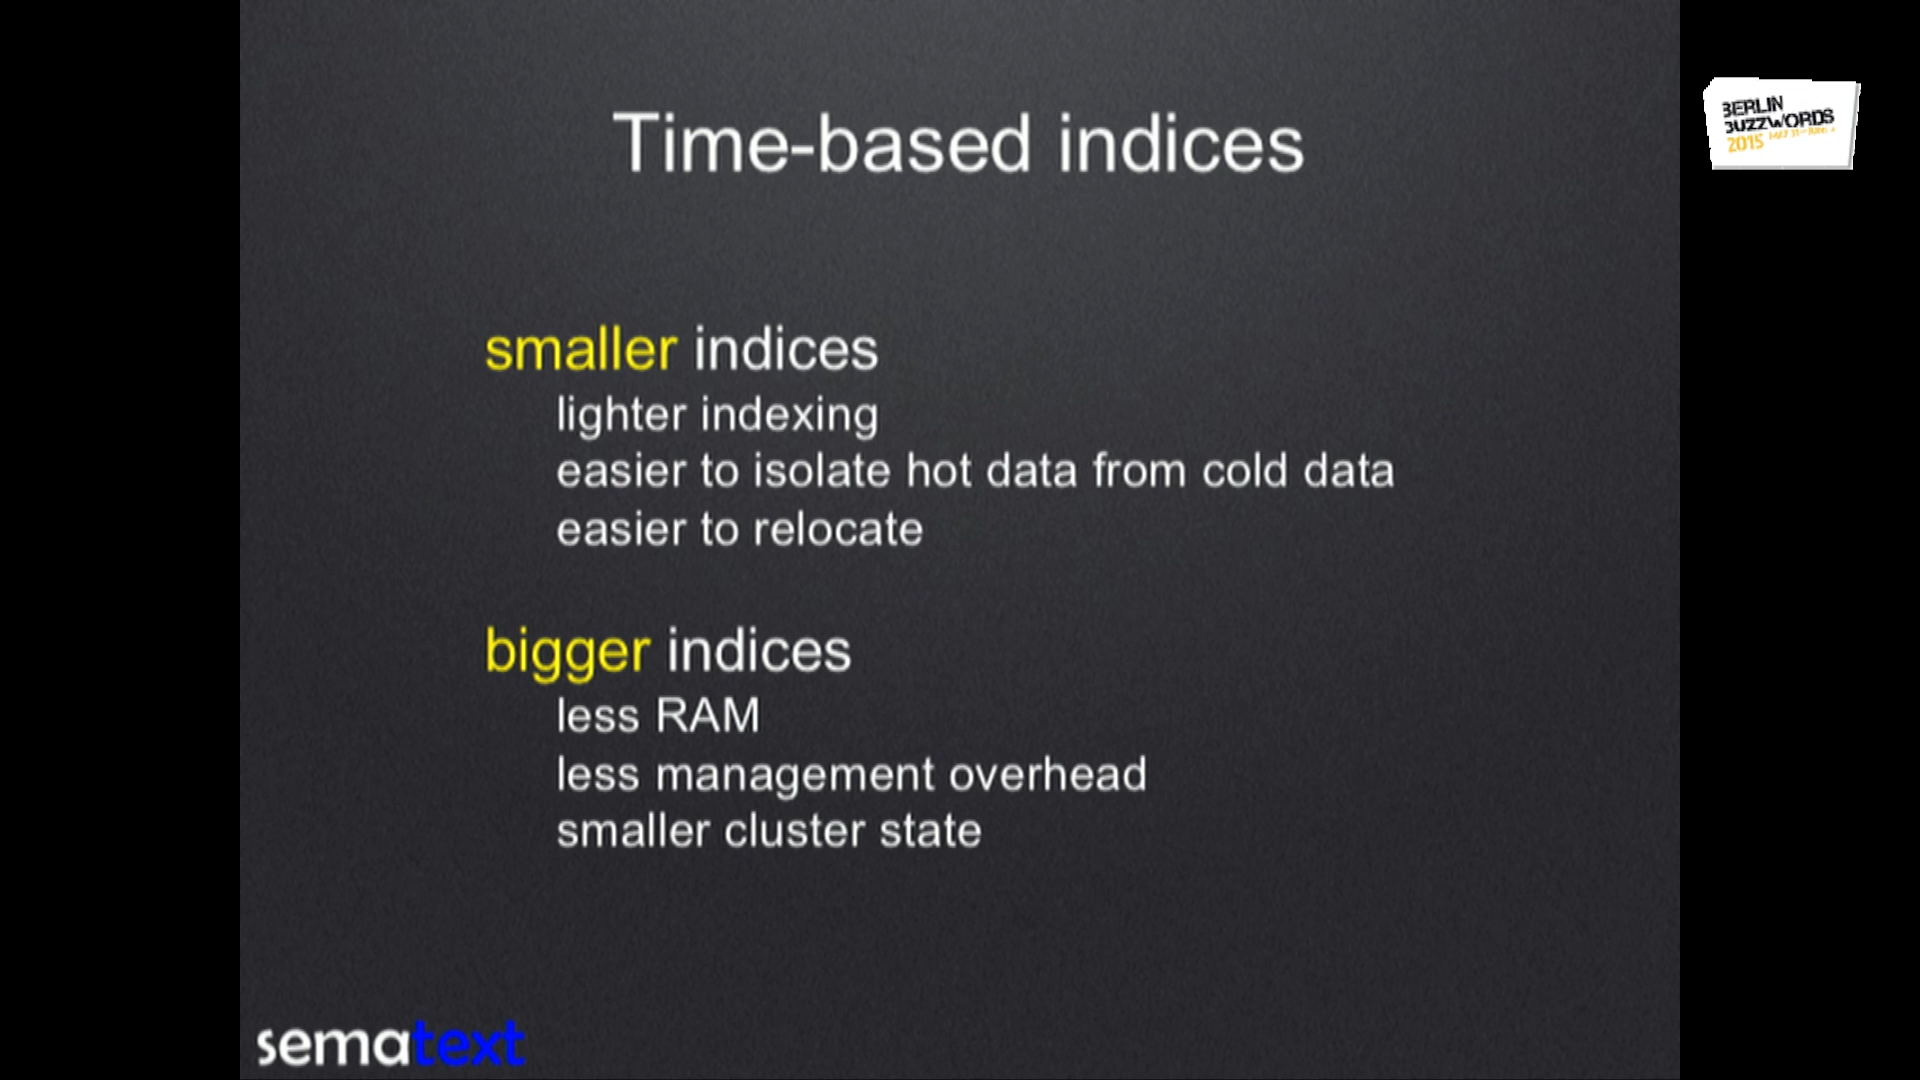 Time-based indices
smaller indices
lighter indexing
easier to isolate hot data from cold data
easier to relocate
bigger indices
less RAM
less management overhead
smaller cluster state
sematext
BERLIN
BUZZWORDS
2015